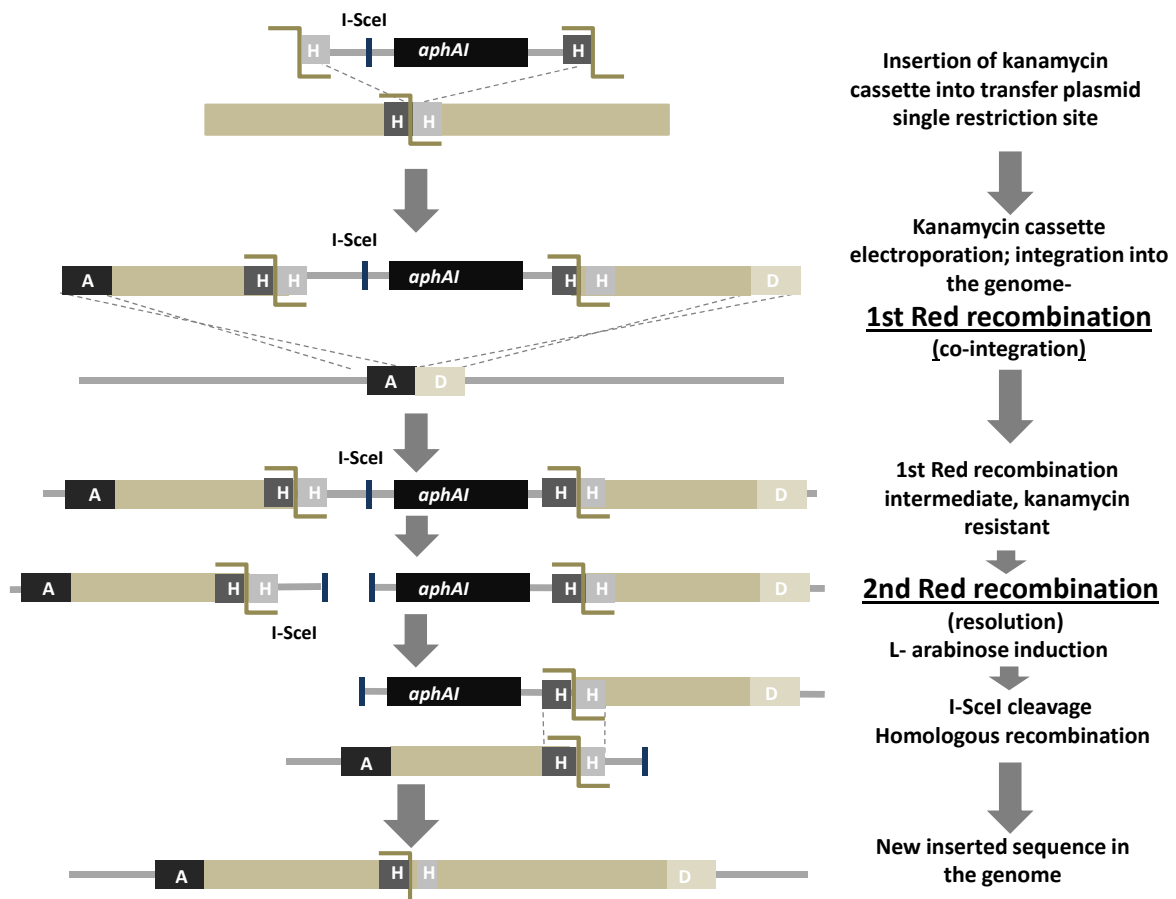 I-SceI
H
aphAI
H
H
H
Insertion of kanamycin
cassette into transfer plasmid
single restriction site
I-SceI
A
H
H
aphAI
H
H
D
A
D
Kanamycin cassette
electroporation; integration into
the genome-
1st Red recombination
(co-integration)
I-SceI
A
H
H
aphAI
H
H
D
1st Red recombination
intermediate, kanamycin
resistant
A
H
H
I-SceI
aphAI
H
H
D
2nd Red recombination
(resolution)
L- arabinose induction
aphAI
H
H
D
A
H
H
I-SceI cleavage
Homologous recombination
A
H
H
D
New inserted sequence in
the genome